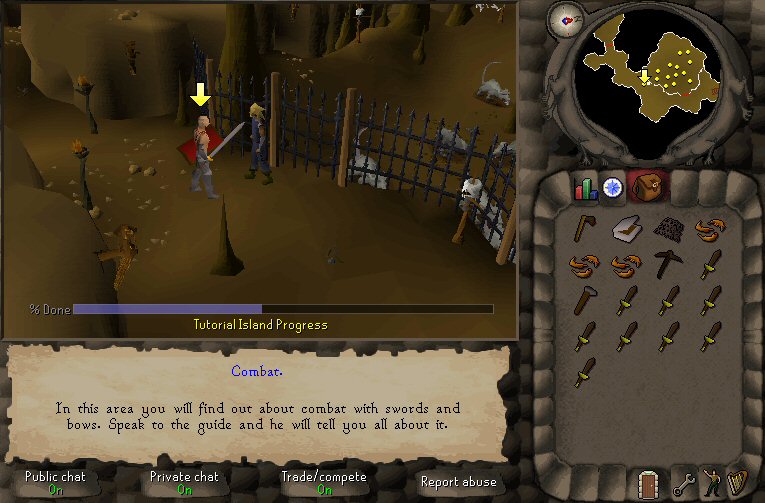 % Done
Tutorial Island Progress
Combat.
In this area you will find out about combat with swords and
bows. Speak to the guide and he will tell you all about it.
Public chat
On
Private chat
On
Trade/compete
On
Report abuse